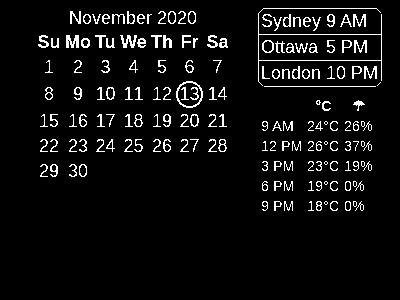 November 2020
Su Mo Tu We Th Fr Sa
1 2 3 4 5 6 7
8 9 10 11 12 13 14
15 16 17 18 19 20 21
22 23 24 25 26 27 28
29 30
Sydney 9 AM
Ottawa 5 PM
London 10 PM
°C ☂
9 AM 24°C 26%
12 PM 26°C 37%
3 PM 23°C 19%
6 PM 19°C 0%
9 PM 18°C 0%